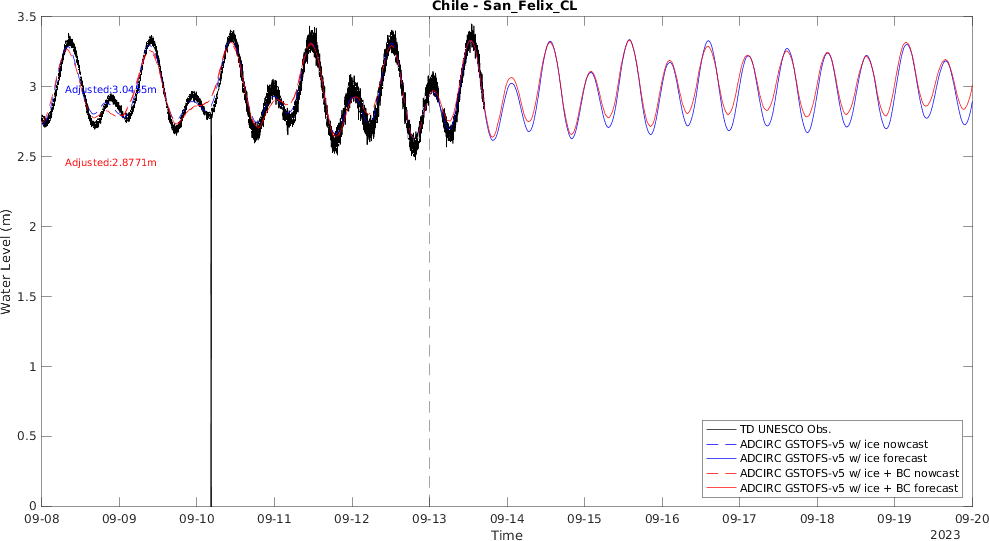 Chile - San_Felix_CL
3.5
3
2.5
2
1.5
1
0.5
0
Water Level (m)
Adjusted:3.0455m
Adjusted:2.8771m
TD UNESCO Obs.
ADCIRC GSTOFS-v5 w/ ice nowcast
ADCIRC GSTOFS-v5 w/ ice forecast
ADCIRC GSTOFS-v5 w/ ice + BC nowcast
ADCIRC GSTOFS-v5 w/ ice + BC forecast
09-08 09-09 09-10 09-11 09-12 09-13 09-14 09-15 09-16 09-17 09-18 09-19 09-20
Time
2023